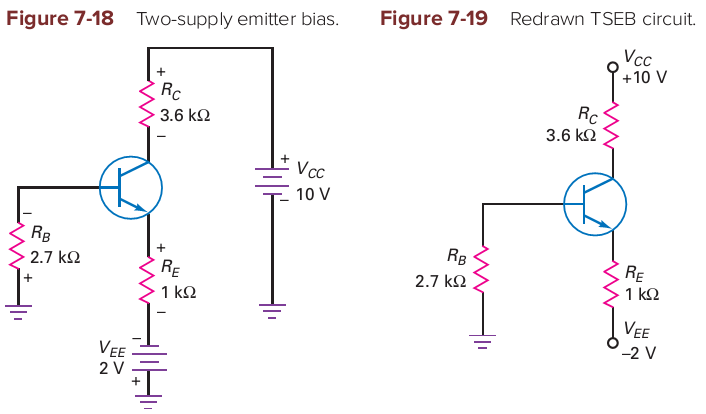 Figure 7-18 Two-supply emitter bias.
+
RC
3.6 kΩ
–
+
VCC
–
10 V
–
RB
2.7 kΩ
+
+
RE
1 kΩ
–
–
VEE
2 V
+
Figure 7-19 Redrawn TSEB circuit.
VCC
+10 V
RC
3.6 kΩ
RB
2.7 kΩ
RE
1 kΩ
VEE
–2 V